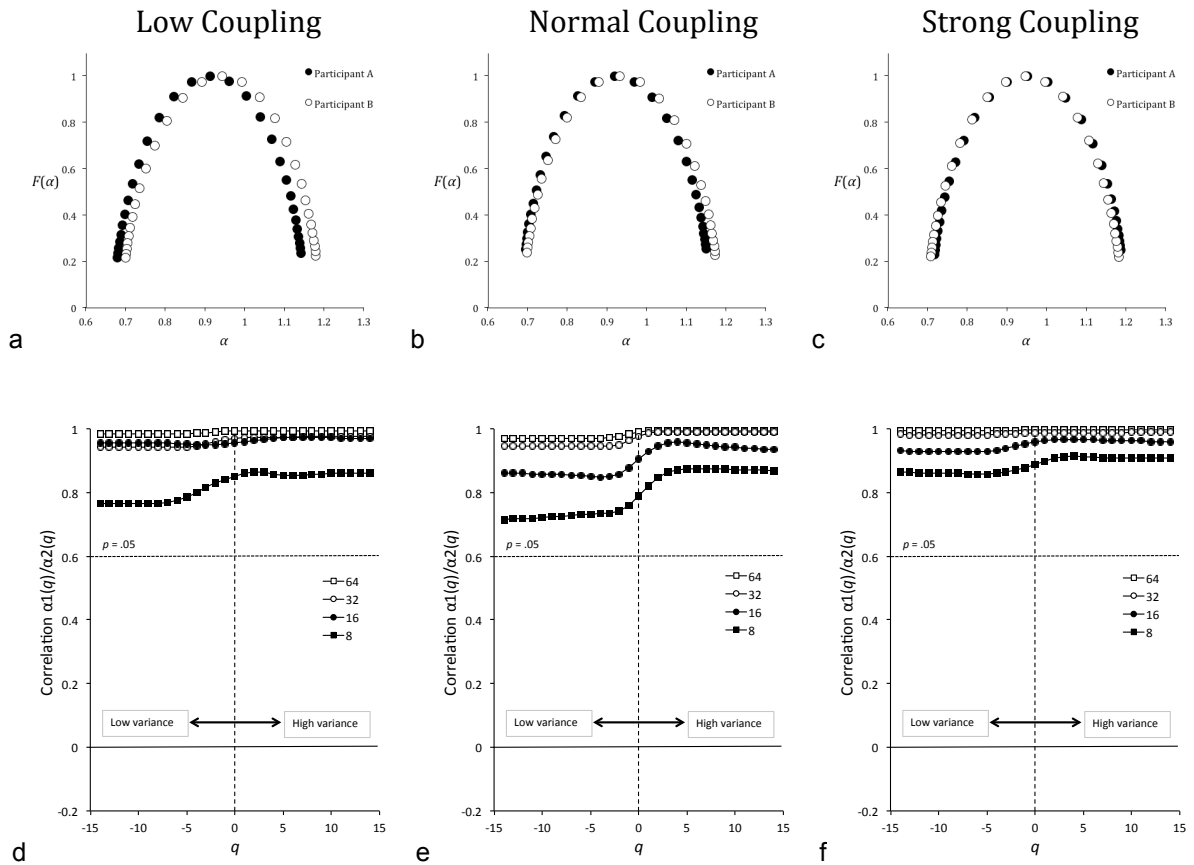 Low Coupling
Normal Coupling
Strong Coupling
1
0.8
0.6
0.4
0.2
0
F(α)
Participant A
Participant B
0.6 0.7 0.8 0.9 1 1.1 1.2 1.3
α
a
1
0.8
0.6
0.4
0.2
0
F(α)
Participant A
Participant B
0.6 0.7 0.8 0.9 1 1.1 1.2 1.3
α
b
1
0.8
0.6
0.4
0.2
0
F(α)
Participant A
Participant B
0.6 0.7 0.8 0.9 1 1.1 1.2 1.3
α
c
Correlation α1(q)/α2(q)
1
0.8
0.6
0.4
0.2
0
-0.2
p = .05
64
32
16
8
Low variance
High variance
-15 -10 -5 0 5 10 15
q
d
Correlation α1(q)/α2(q)
1
0.8
0.6
0.4
0.2
0
-0.2
p = .05
64
32
16
8
Low variance
High variance
-15 -10 -5 0 5 10 15
q
e
Correlation α1(q)/α2(q)
1
0.8
0.6
0.4
0.2
0
-0.2
p = .05
64
32
16
8
Low variance
High variance
-15 -10 -5 0 5 10 15
q
f